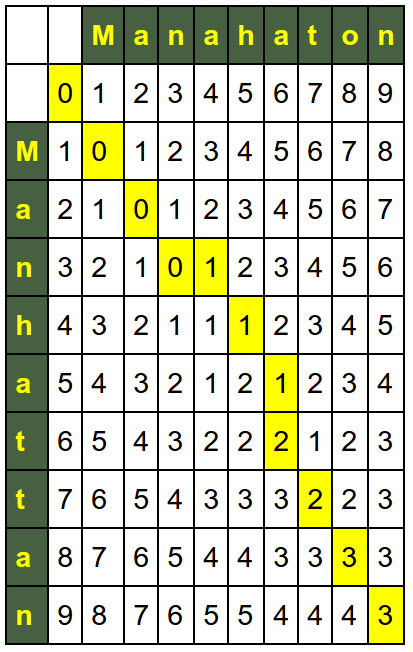 M a n a h a t o n
0 1 2 3 4 5 6 7 8 9
M 1 0 1 2 3 4 5 6 7 8
a 2 1 0 1 2 3 4 5 6 7
n 3 2 1 0 1 2 3 4 5 6
h 4 3 2 1 1 1 2 3 4 5
a 5 4 3 2 1 2 1 2 3 4
t 6 5 4 3 2 2 2 1 2 3
t 7 6 5 4 3 3 3 2 2 3
a 8 7 6 5 4 4 3 3 3 3
n 9 8 7 6 5 5 4 4 4 3